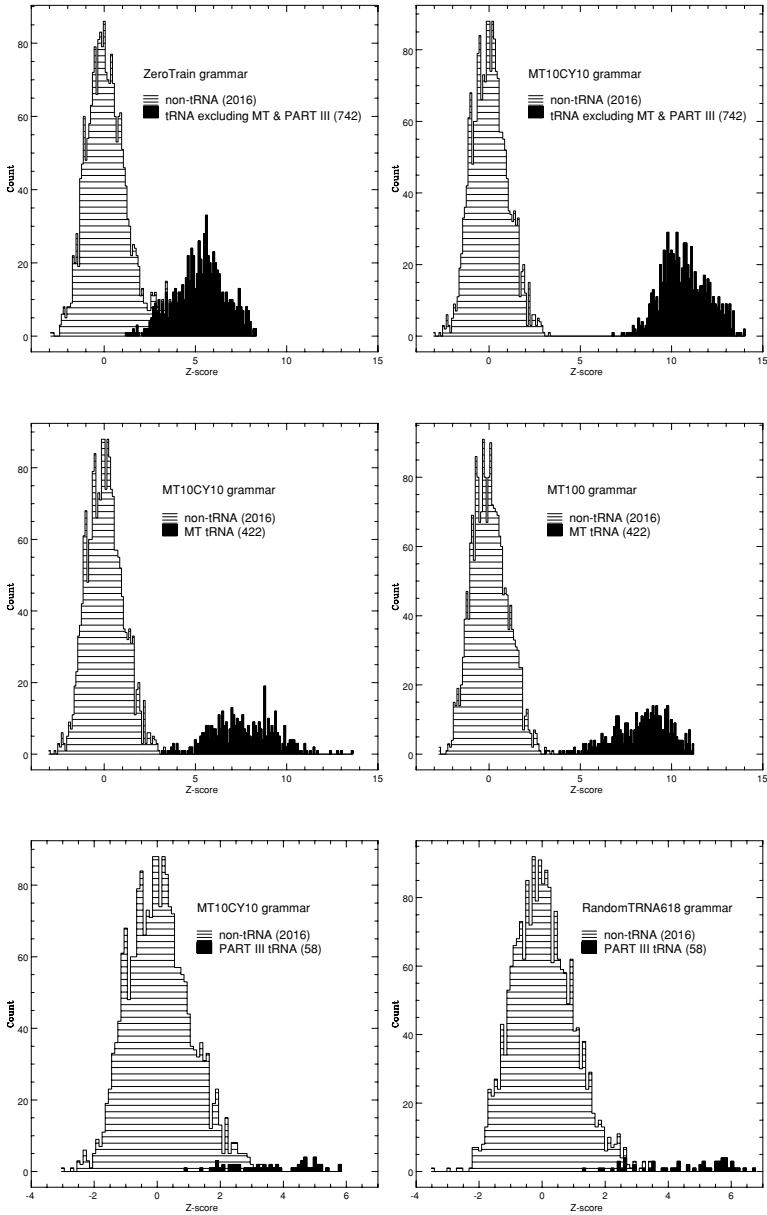 ZeroTrain grammar
non-tRNA (2016)
tRNA excluding MT & PART III (742)
Count
80
60
40
20
0
0
5
10
15
Z-score
MT10CY10 grammar
non-tRNA (2016)
tRNA excluding MT & PART III (742)
Count
80
60
40
20
0
0
5
10
15
Z-score
MT10CY10 grammar
non-tRNA (2016)
MT tRNA (422)
Count
80
60
40
20
0
0
5
10
15
Z-score
MT100 grammar
non-tRNA (2016)
MT tRNA (422)
Count
80
60
40
20
0
0
5
10
15
Z-score
MT10CY10 grammar
non-tRNA (2016)
PART III tRNA (58)
Count
80
60
40
20
0
-4
-2
0
2
4
6
Z-score
RandomTRNA618 grammar
non-tRNA (2016)
PART III tRNA (58)
Count
80
60
40
20
0
-4
-2
0
2
4
6
Z-score